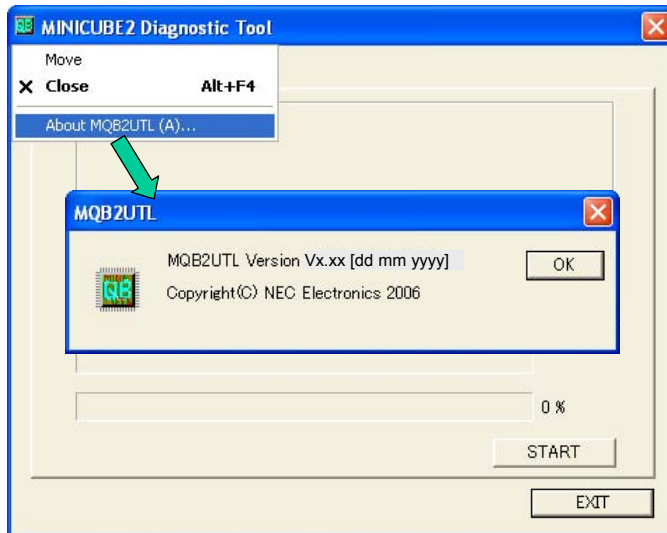 MINICUBE2 Diagnostic Tool
Move
Close Alt+F4
About MQB2UTL (A)...
MQB2UTL
MQB2UTL Version Vx.xx [dd mm yyyy]
OK
QB
Copyright(C) NEC Electronics 2006
0 %
START
EXIT